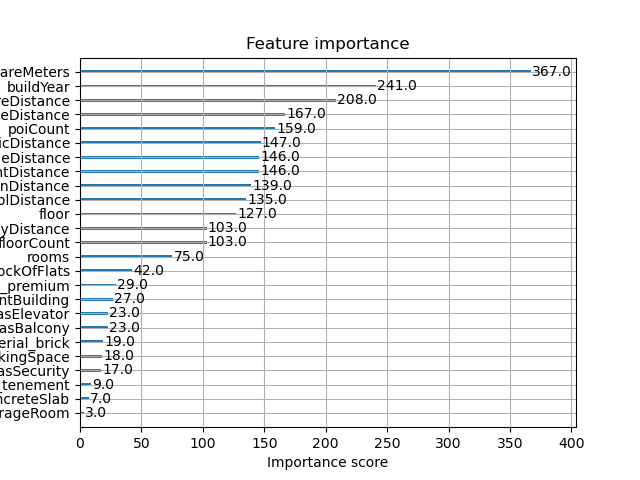 Feature importance
areMeters 367.0
buildYear 241.0
reDistance 208.0
eDistance 167.0
poiCount 159.0
icDistance 147.0
eDistance 146.0
ntDistance 146.0
nDistance 139.0
olDistance 135.0
floor 127.0
yDistance 103.0
floorCount 103.0
rooms 75.0
ockOfFlats 42.0
_premium 29.0
ntBuilding 27.0
asElevator 23.0
asBalcony 23.0
erial_brick 19.0
kingSpace 18.0
asSecurity 17.0
_tenement 9.0
ncreteSlab 7.0
rageRoom 3.0
0 50 100 150 200 250 300 350 400
Importance score